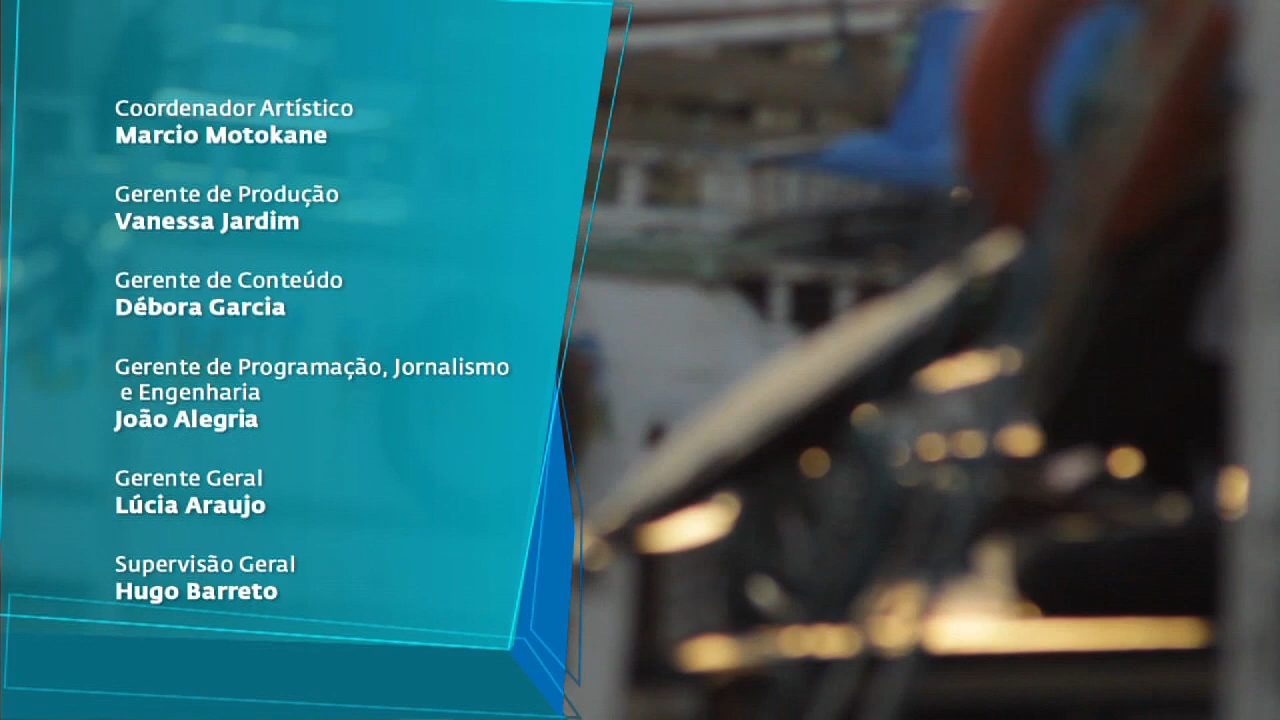 Coordenador Artístico
Marcio Motokane
Gerente de Produção
Vanessa Jardim
Gerente de Conteúdo
Débora Garcia
Gerente de Programação, Jornalismo
e Engenharia
João Alegria
Gerente Geral
Lúcia Araujo
Supervisão Geral
Hugo Barreto